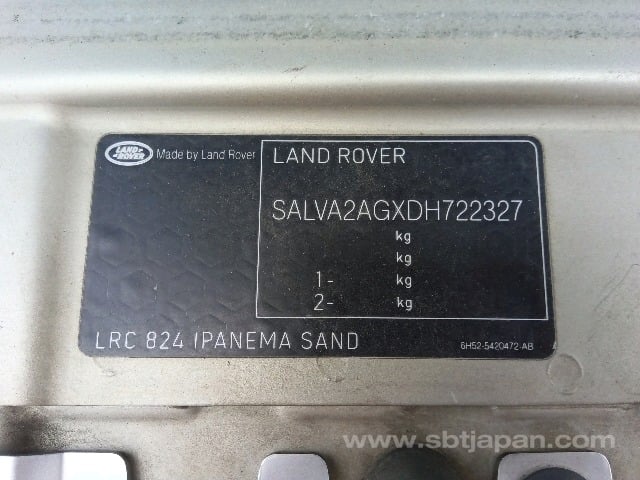 LAND-
-ROVER
Made by Land Rover
LAND ROVER
SALVA2AGXDH722327
kg
kg
1- kg
2- kg
LRC 824 IPANEMA SAND
6H52-5420472-AB
www.sbtjapan.com